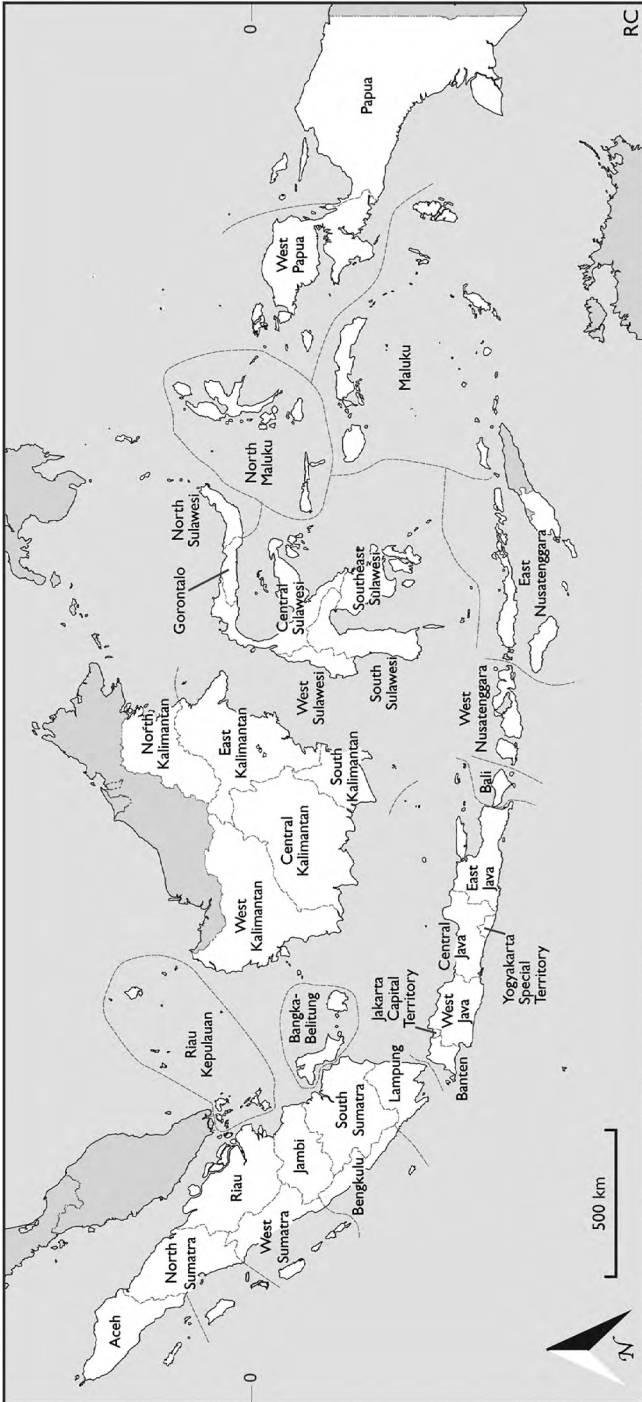 0
Aceh
North
Sumatra
Riau
West
Sumatra
Jambi
Bengkulu
South
Sumatra
Lampung
Riau
Kepulauan
Bangka-
Belitung
Banten
Jakarta
Capital
Territory
West
Java
Central
Java
Yogyakarta
Special
Territory
East
Java
Bali
West
Nusatenggara
East
Nusatenggara
West
Kalimantan
Central
Kalimantan
South
Kalimantan
East
Kalimantan
North
Kalimantan
West
Sulawesi
South
Sulawesi
Central
Sulawesi
Southeast
Sulawesi
Gorontalo
North
Sulawesi
North
Maluku
Maluku
West
Papua
Papua
0
500 km
N
RC